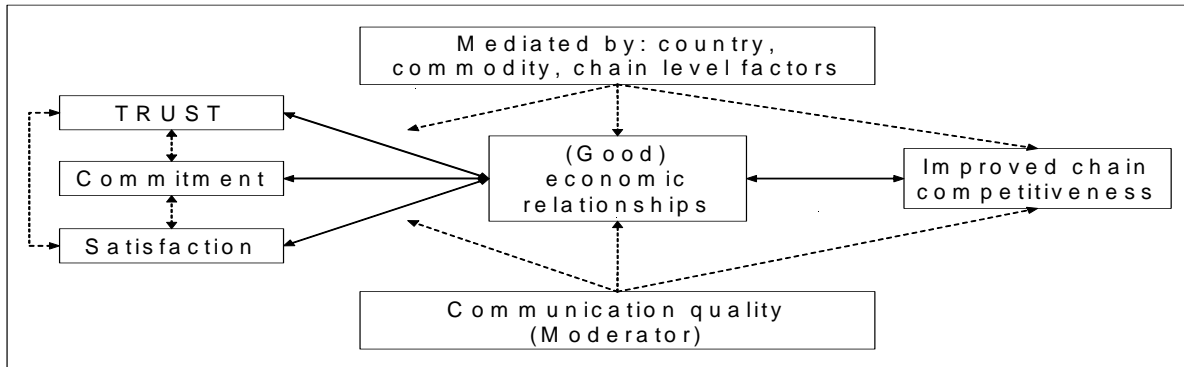 Mediated by: country,
commodity, chain level factors
TRUST
Commitment
Satisfaction
(Good)
economic
relationships
Improved chain
competitiveness
Communication quality
(Moderator)